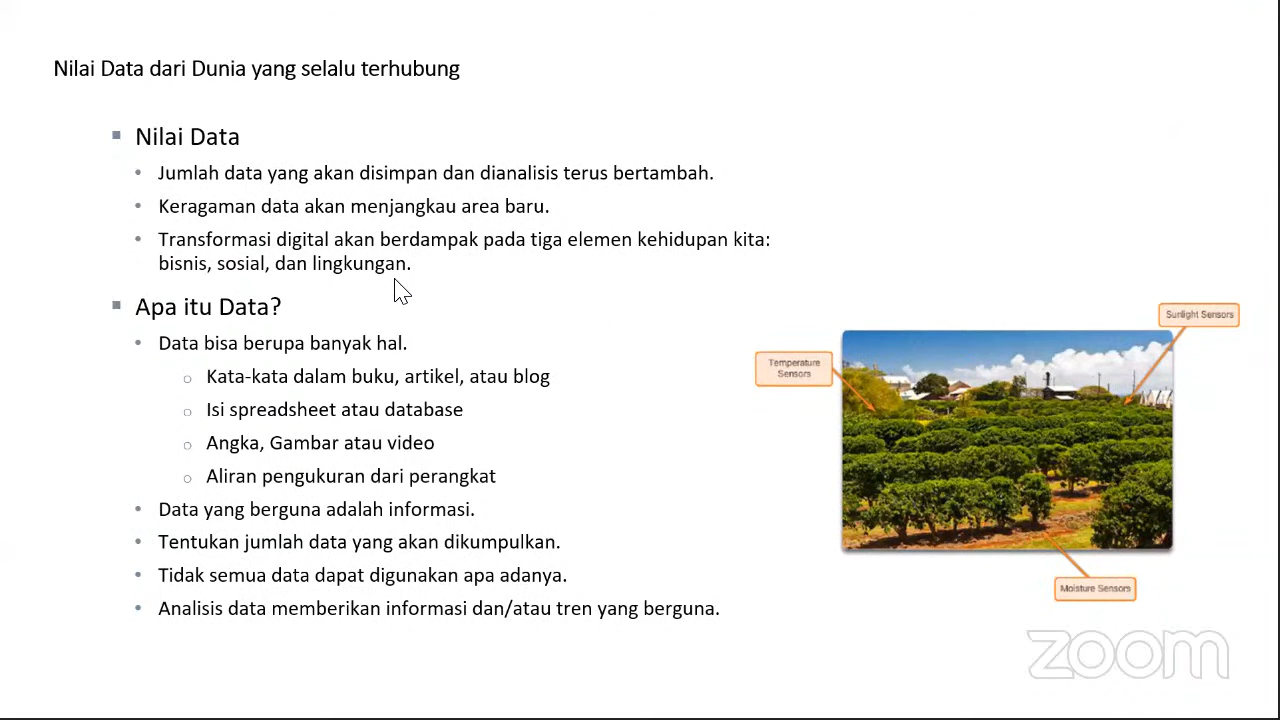 Nilai Data dari Dunia yang selalu terhubung
Nilai Data
Jumlah data yang akan disimpan dan dianalisis terus bertambah.
Keragaman data akan menjangkau area baru.
Transformasi digital akan berdampak pada tiga elemen kehidupan kita:
bisnis, sosial, dan lingkungan.
Apa itu Data?
Data bisa berupa banyak hal.
Kata-kata dalam buku, artikel, atau blog
Isi spreadsheet atau database
Angka, Gambar atau video
Aliran pengukuran dari perangkat
Data yang berguna adalah informasi.
Tentukan jumlah data yang akan dikumpulkan.
Tidak semua data dapat digunakan apa adanya.
Analisis data memberikan informasi dan/atau tren yang berguna.
Sunlight Sensors
Temperature
Sensors
Moisture Sensors
zoom